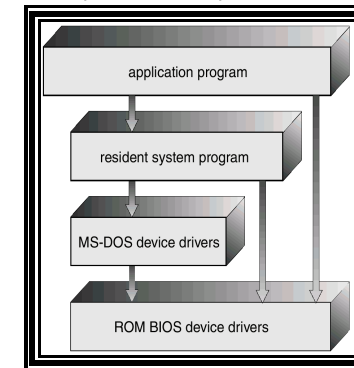 application program
resident system program
MS-DOS device drivers
ROM BIOS device drivers